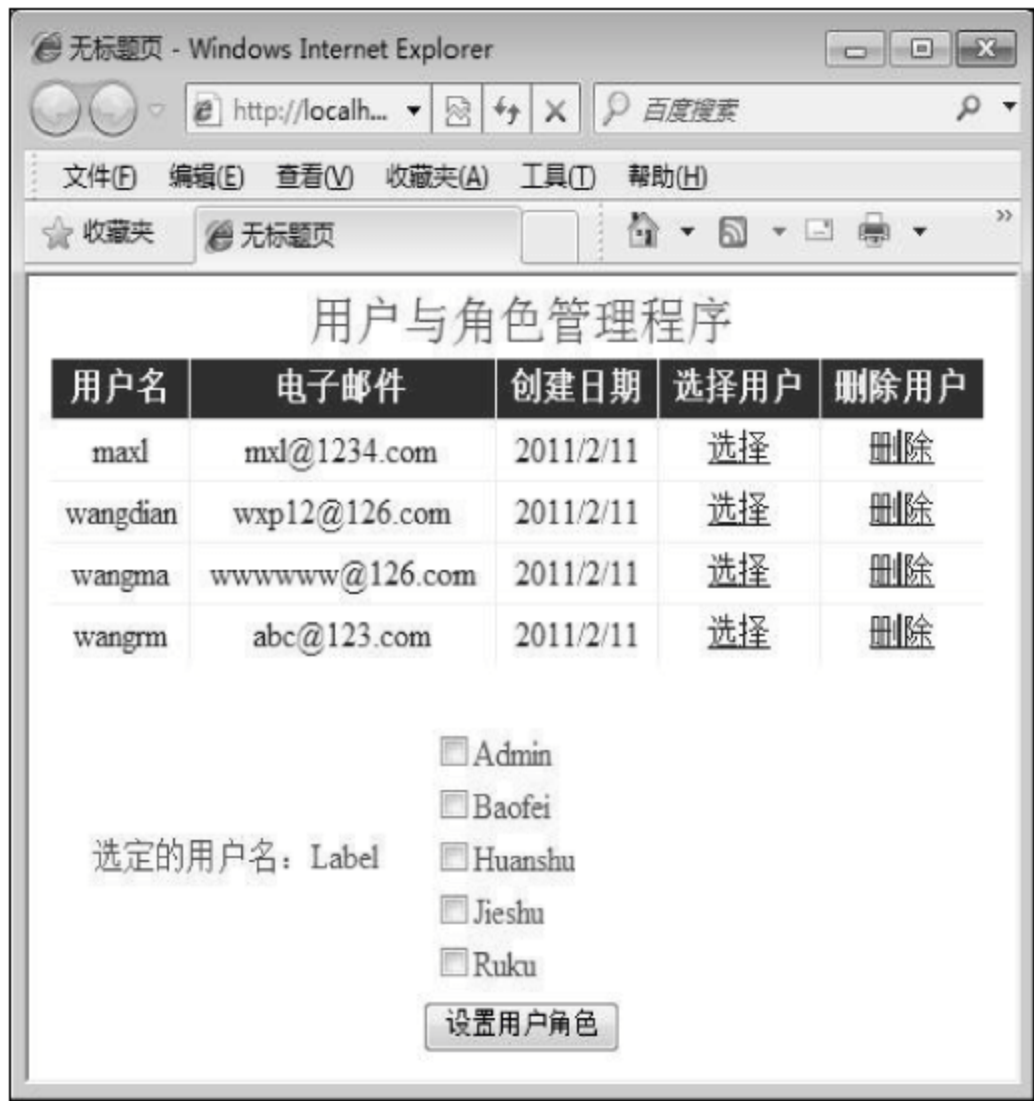 无标题页 - Windows Internet Explorer
http://localh... 百度搜索
文件(F) 编辑(E) 查看(V) 收藏夹(A) 工具(T) 帮助(H)
收藏夹 无标题页 »
用户与角色管理程序
用户名 电子邮件 创建日期 选择用户 删除用户
maxl mxl@1234.com 2011/2/11 选择 删除
wangdian wxp12@126.com 2011/2/11 选择 删除
wangma wwwwww@126.com 2011/2/11 选择 删除
wangrm abc@123.com 2011/2/11 选择 删除
Admin
Baofei
选定的用户名：Label Huanshu
Jieshu
Ruku
设置用户角色